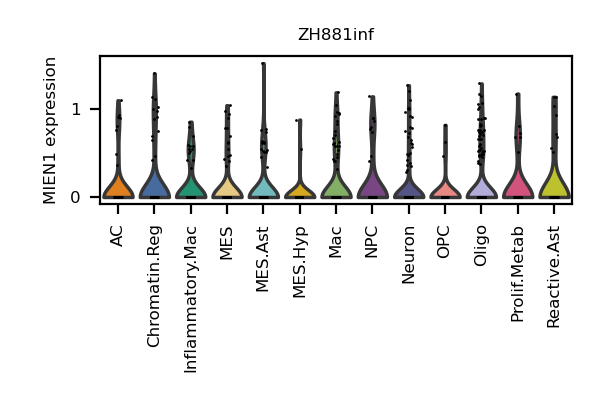 ZH881inf
MIEN1 expression
1
0
AC
Chromatin.Reg
Inflammatory.Mac
MES
MES.Ast
MES.Hyp
Mac
NPC
Neuron
OPC
Oligo
Prolif.Metab
Reactive.Ast